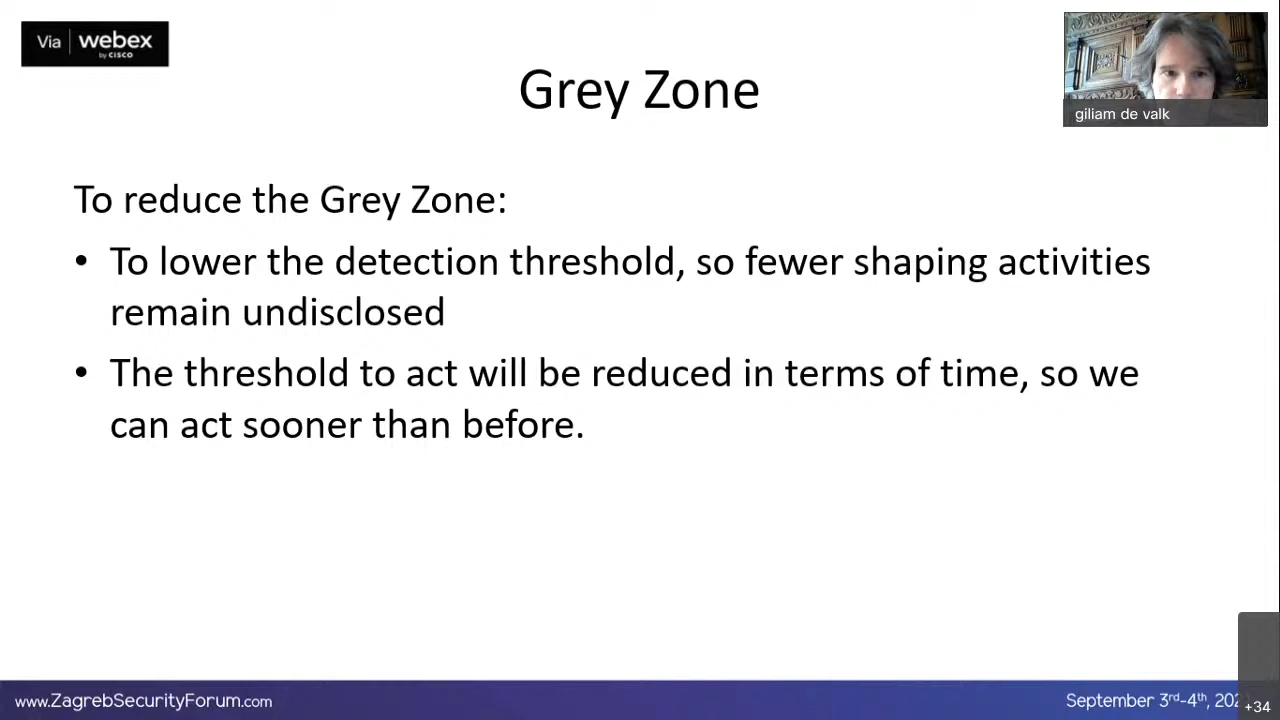 Via webex
by CISCO
giliam de valk
Grey Zone
To reduce the Grey Zone:
• To lower the detection threshold, so fewer shaping activities
remain undisclosed
• The threshold to act will be reduced in terms of time, so we
can act sooner than before.
www.ZagrebSecurityForum.com
September 3rd-4th,
+34